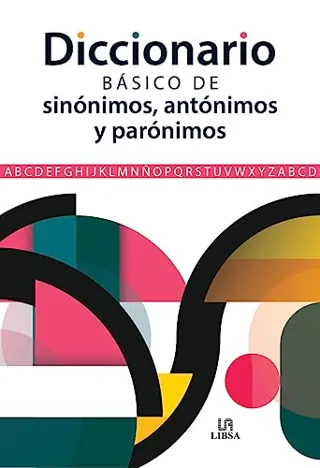 Diccionario
BÁSICO DE
sinónimos, antónimos
y parónimos
ABCDEFGHIJKLMNÑOPQRSTUVWXYZABCD
LIBSA